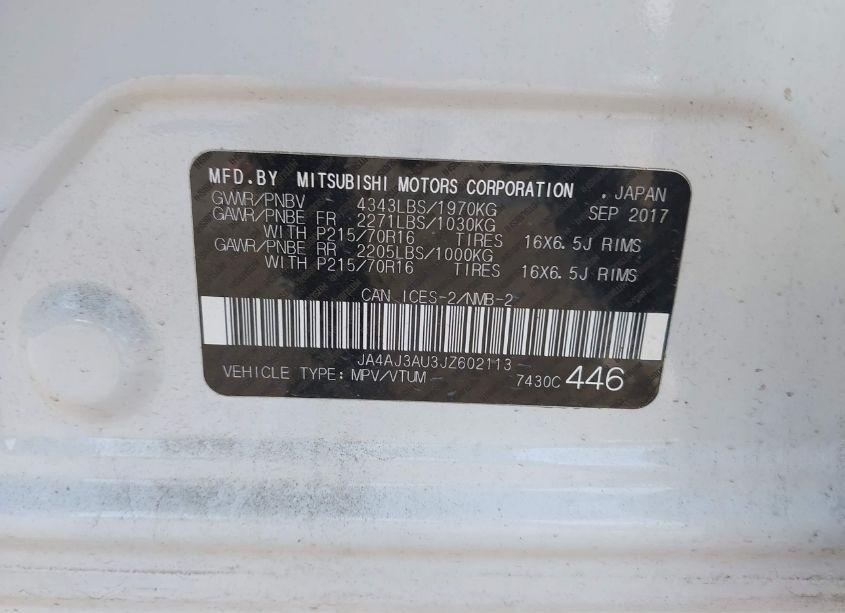 MFD.BY MITSUBISHI MOTORS CORPORATION , JAPAN
GVWR/PNBV 4343LBS/1970KG SEP 2017
GAWR/PNBE FR 2271LBS/1030KG
WITH P215/70R16 TIRES 16X6.5J RIMS
GAWR/PNBE RR 2205LBS/1000KG
WITH P215/70R16 TIRES 16X6.5J RIMS
CAN ICES-2/NMB-2
JA4AJ3AU3JZ602113
VEHICLE TYPE: MPV/VTUM 7430C 446